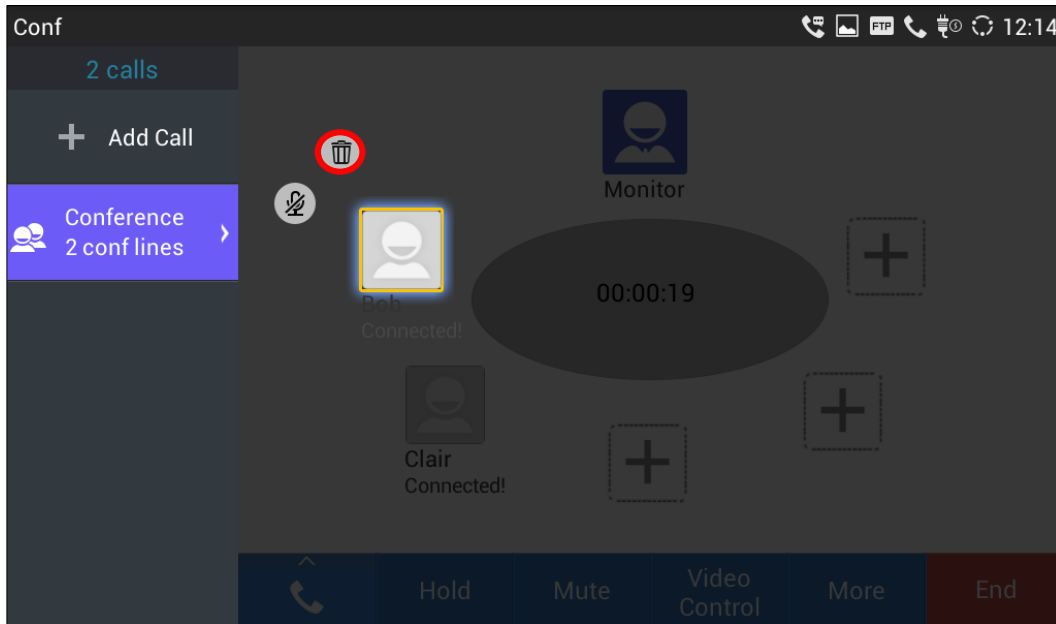 Conf
FTP
12:14
2 calls
Add Call
Conference
2 conf lines
Monitor
Bob
Connected!
00:00:19
Clair
Connected!
Hold
Mute
Video
Control
More
End